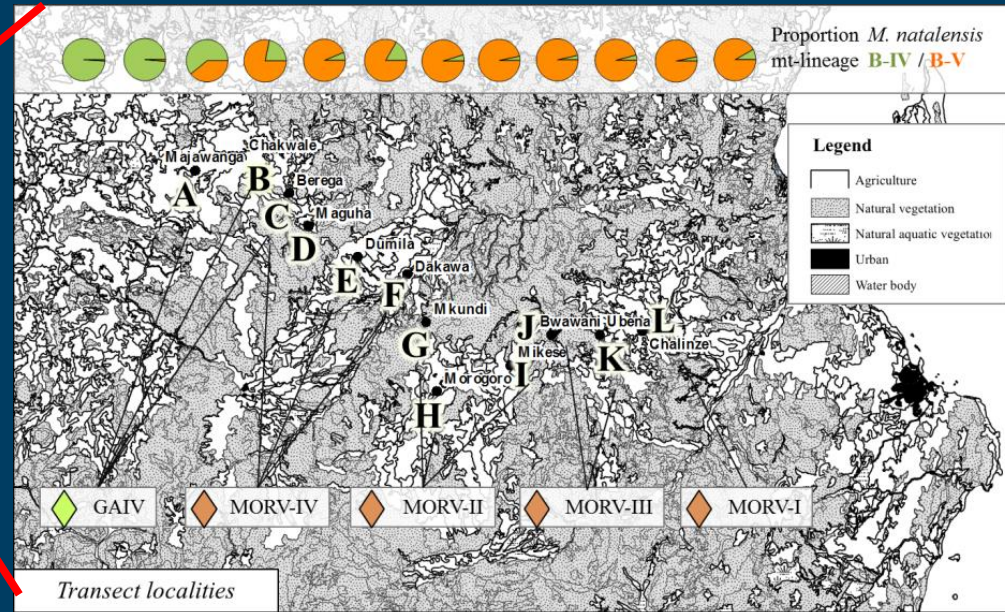 Proportion M. natalensis
mt-lineage B-IV / B-V
Legend
Agriculture
Natural vegetation
Natural aquatic vegetation
Urban
Water body
Majawanga
Chakwale
Berega
Maguha
Dumila
Dakawa
Mkundi
Morogoro
Mikese
Bwawani
Ubena
Chalinze
A
B
C
D
E
F
G
H
I
J
K
L
GAIV
MORV-IV
MORV-II
MORV-III
MORV-I
Transect localities